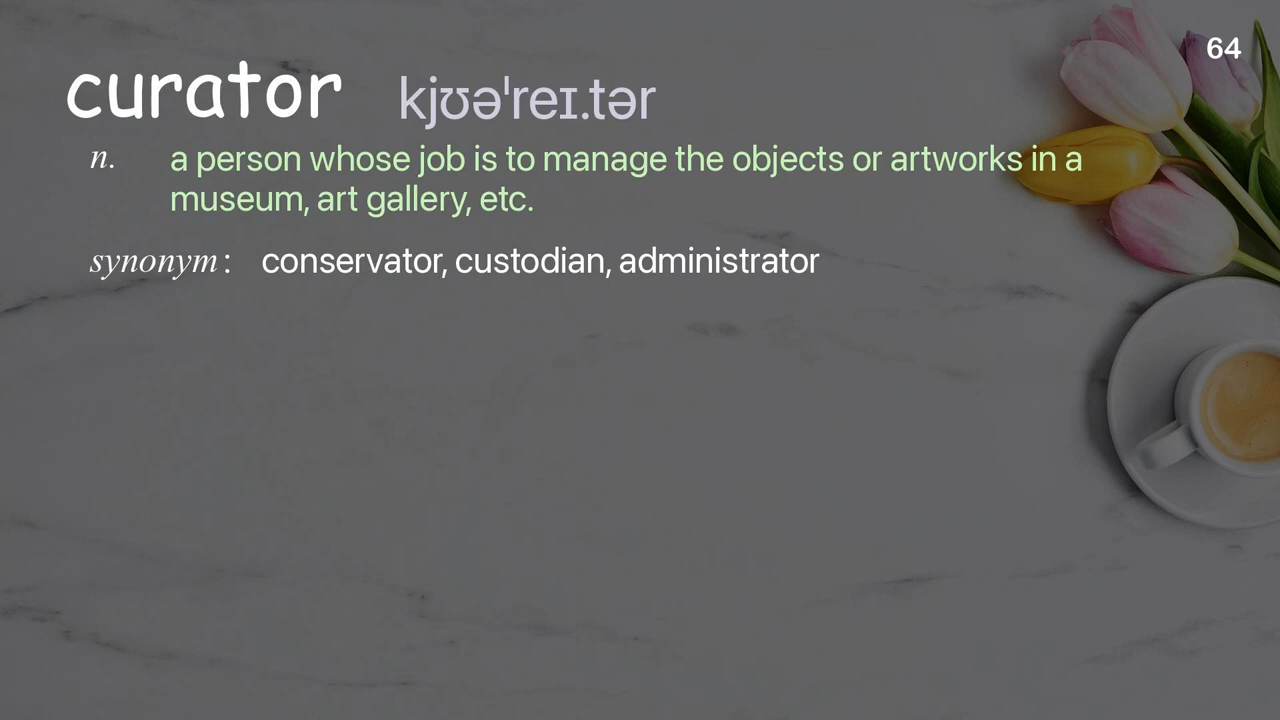 64
curator kjʊəˈreɪ.tər
n. a person whose job is to manage the objects or artworks in a
museum, art gallery, etc.
synonym: conservator, custodian, administrator